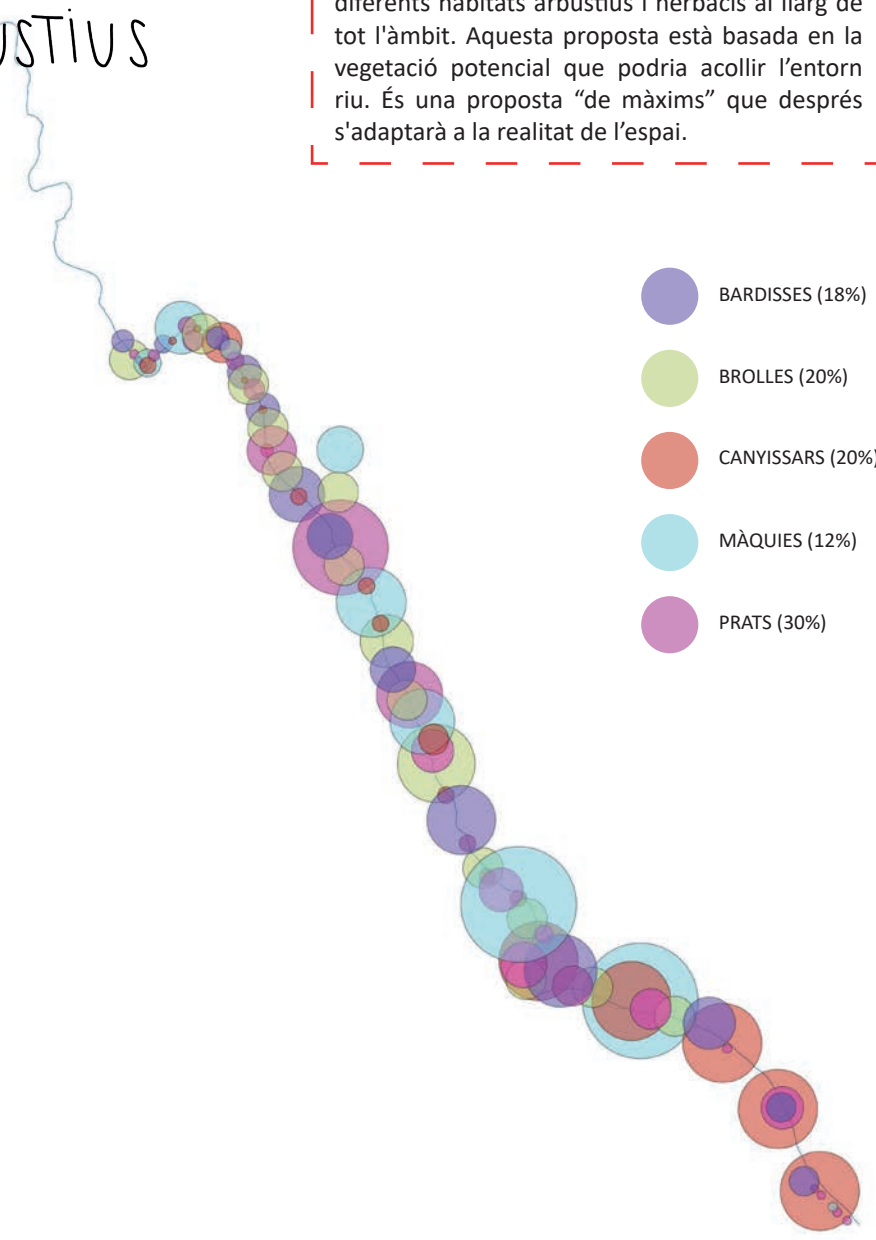 USTIUS
diferents hàbitats arbustius i herbacis al llarg de
tot l'àmbit. Aquesta proposta està basada en la
vegetació potencial que podria acollir l’entorn
riu. És una proposta “de màxims” que després
s'adaptarà a la realitat de l’espai.
BARDISSES (18%)
BROLLES (20%)
CANYISSARS (20%)
MÀQUIES (12%)
PRATS (30%)